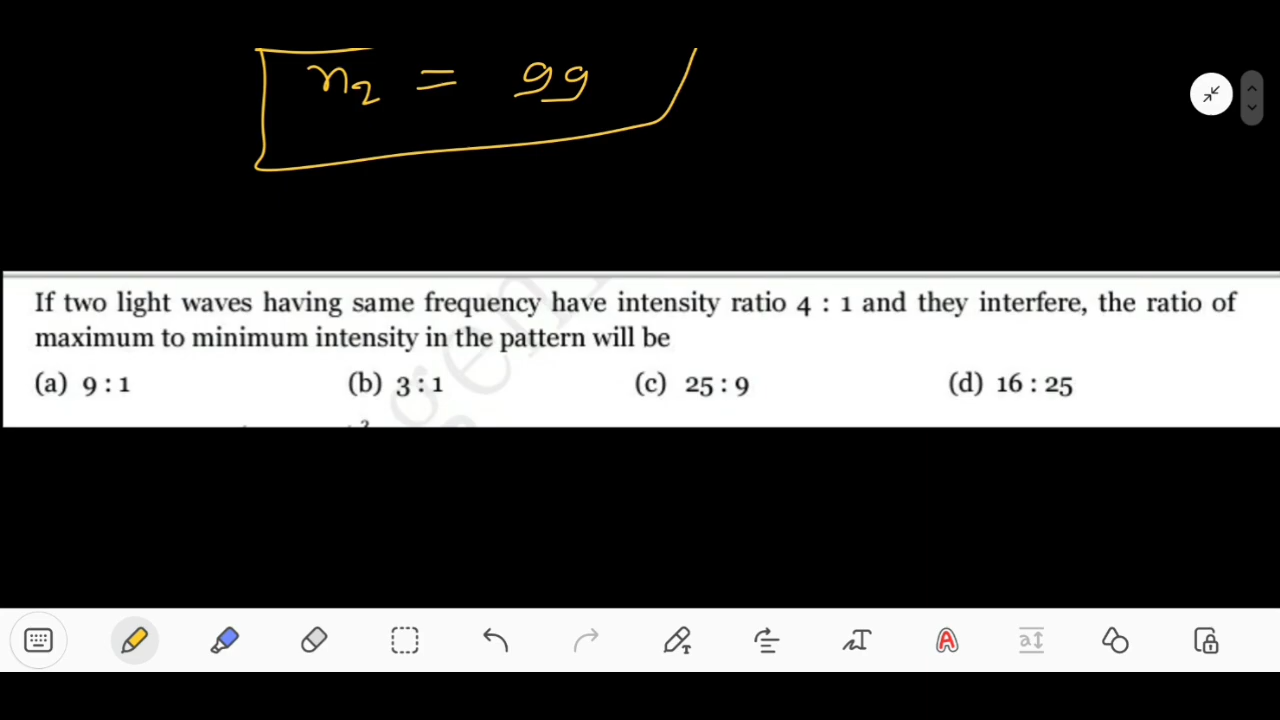 n₂ = 99
If two light waves having same frequency have intensity ratio 4 : 1 and they interfere, the ratio of
maximum to minimum intensity in the pattern will be
(a) 9 : 1 (b) 3 : 1 (c) 25 : 9 (d) 16 : 25